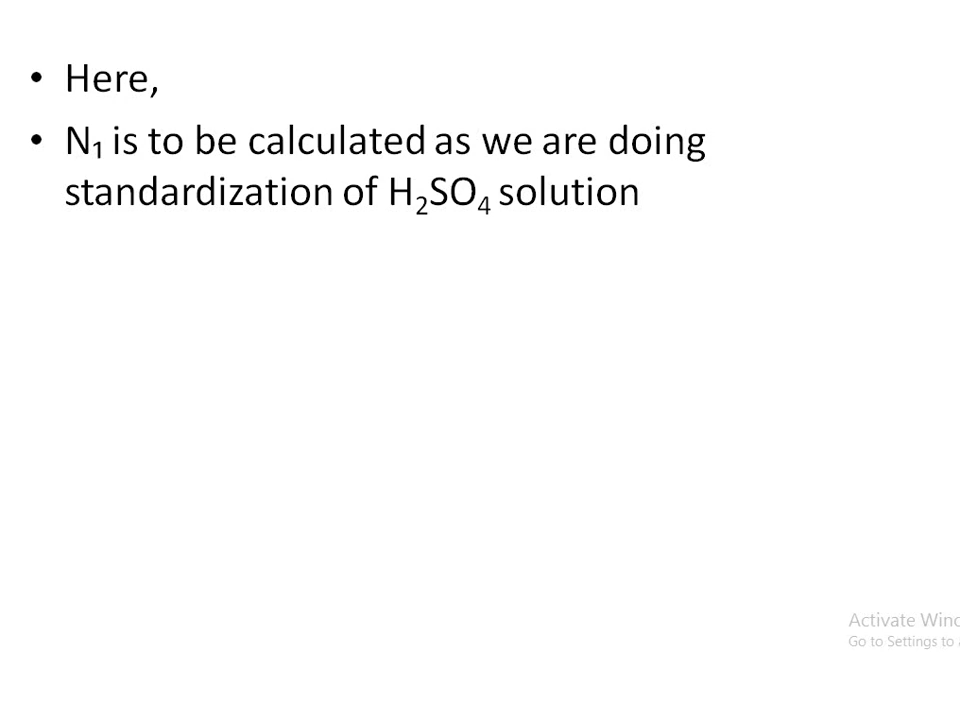 • Here,
• N₁ is to be calculated as we are doing
standardization of H₂SO₄ solution
Activate Wind
Go to Settings to